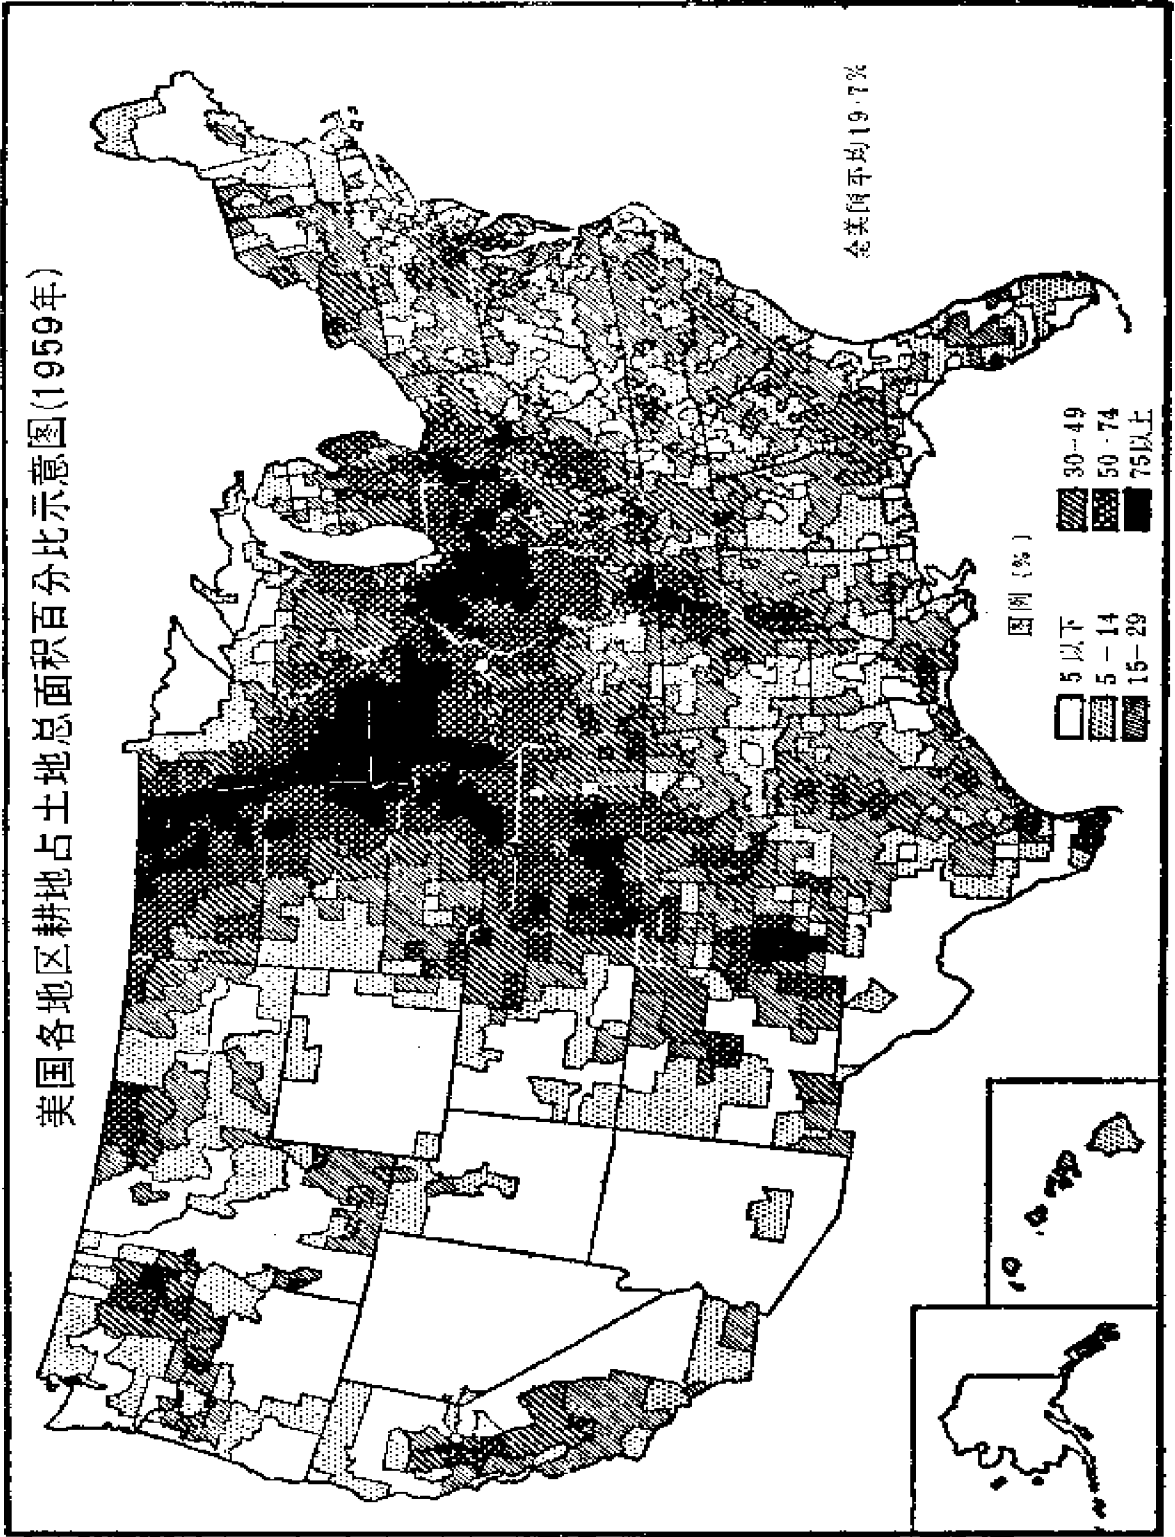 美国各地区耕地占土地总面积百分比示意图(1959年)
全美国平均19·7%
图例(%)
5以下
5-14
15-29
30-49
50-74
75以上